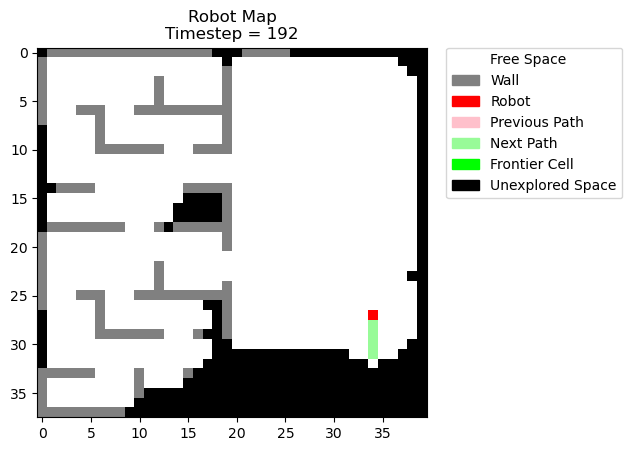 Robot Map
Timestep = 192
0
5
10
15
20
25
30
35
0
5
10
15
20
25
30
35
Free Space
Wall
Robot
Previous Path
Next Path
Frontier Cell
Unexplored Space